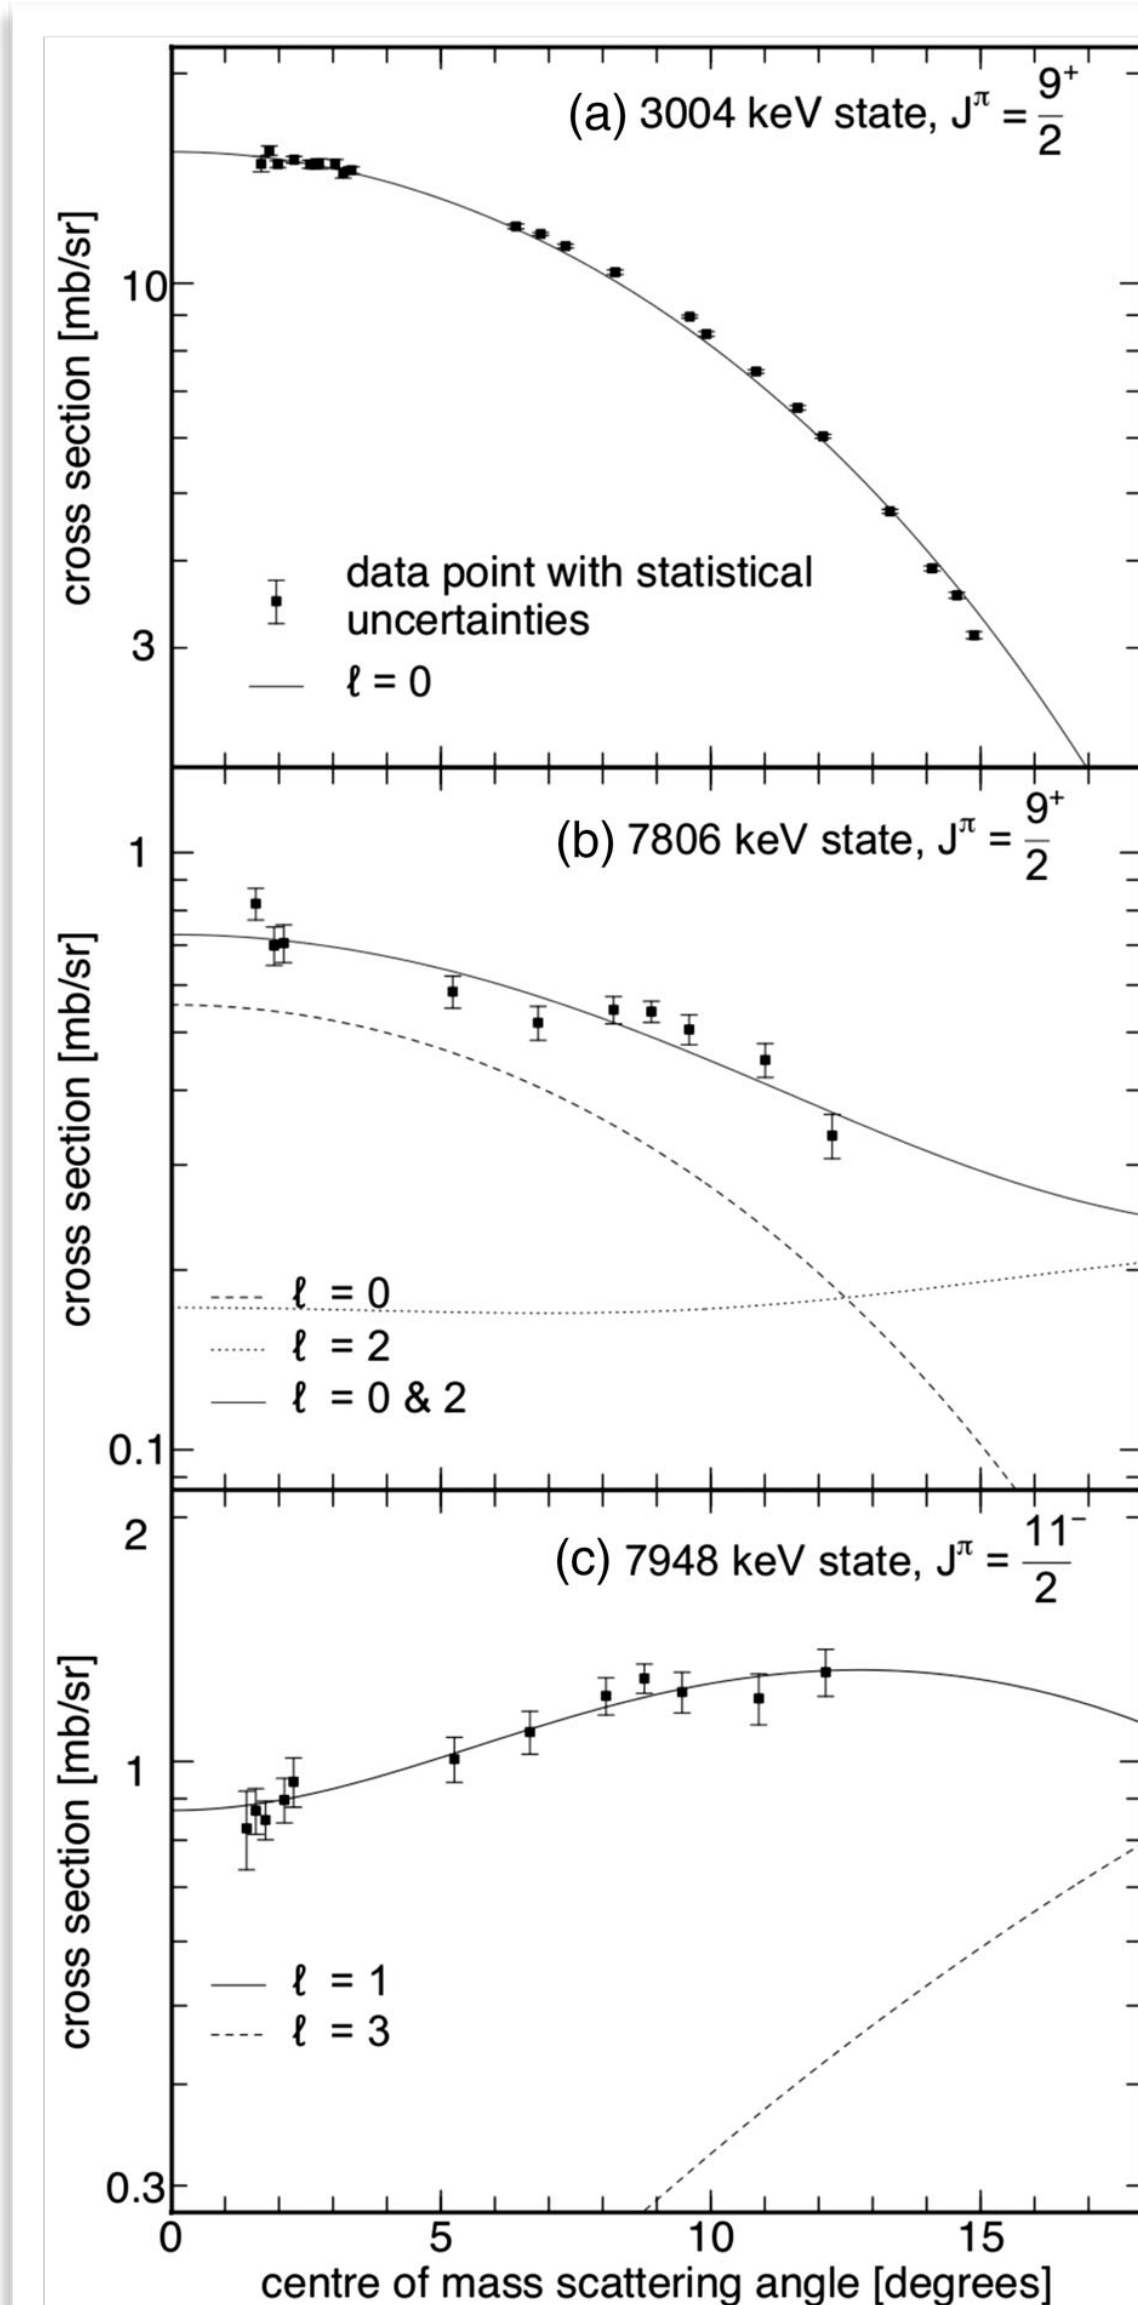 (a) 3004 keV state, Jπ = 9+/2
cross section [mb/sr]
10
3
data point with statistical
uncertainties
ℓ = 0
(b) 7806 keV state, Jπ = 9+/2
cross section [mb/sr]
1
0.1
ℓ = 0
ℓ = 2
ℓ = 0 & 2
(c) 7948 keV state, Jπ = 11−/2
cross section [mb/sr]
2
1
0.3
ℓ = 1
ℓ = 3
0 5 10 15
centre of mass scattering angle [degrees]